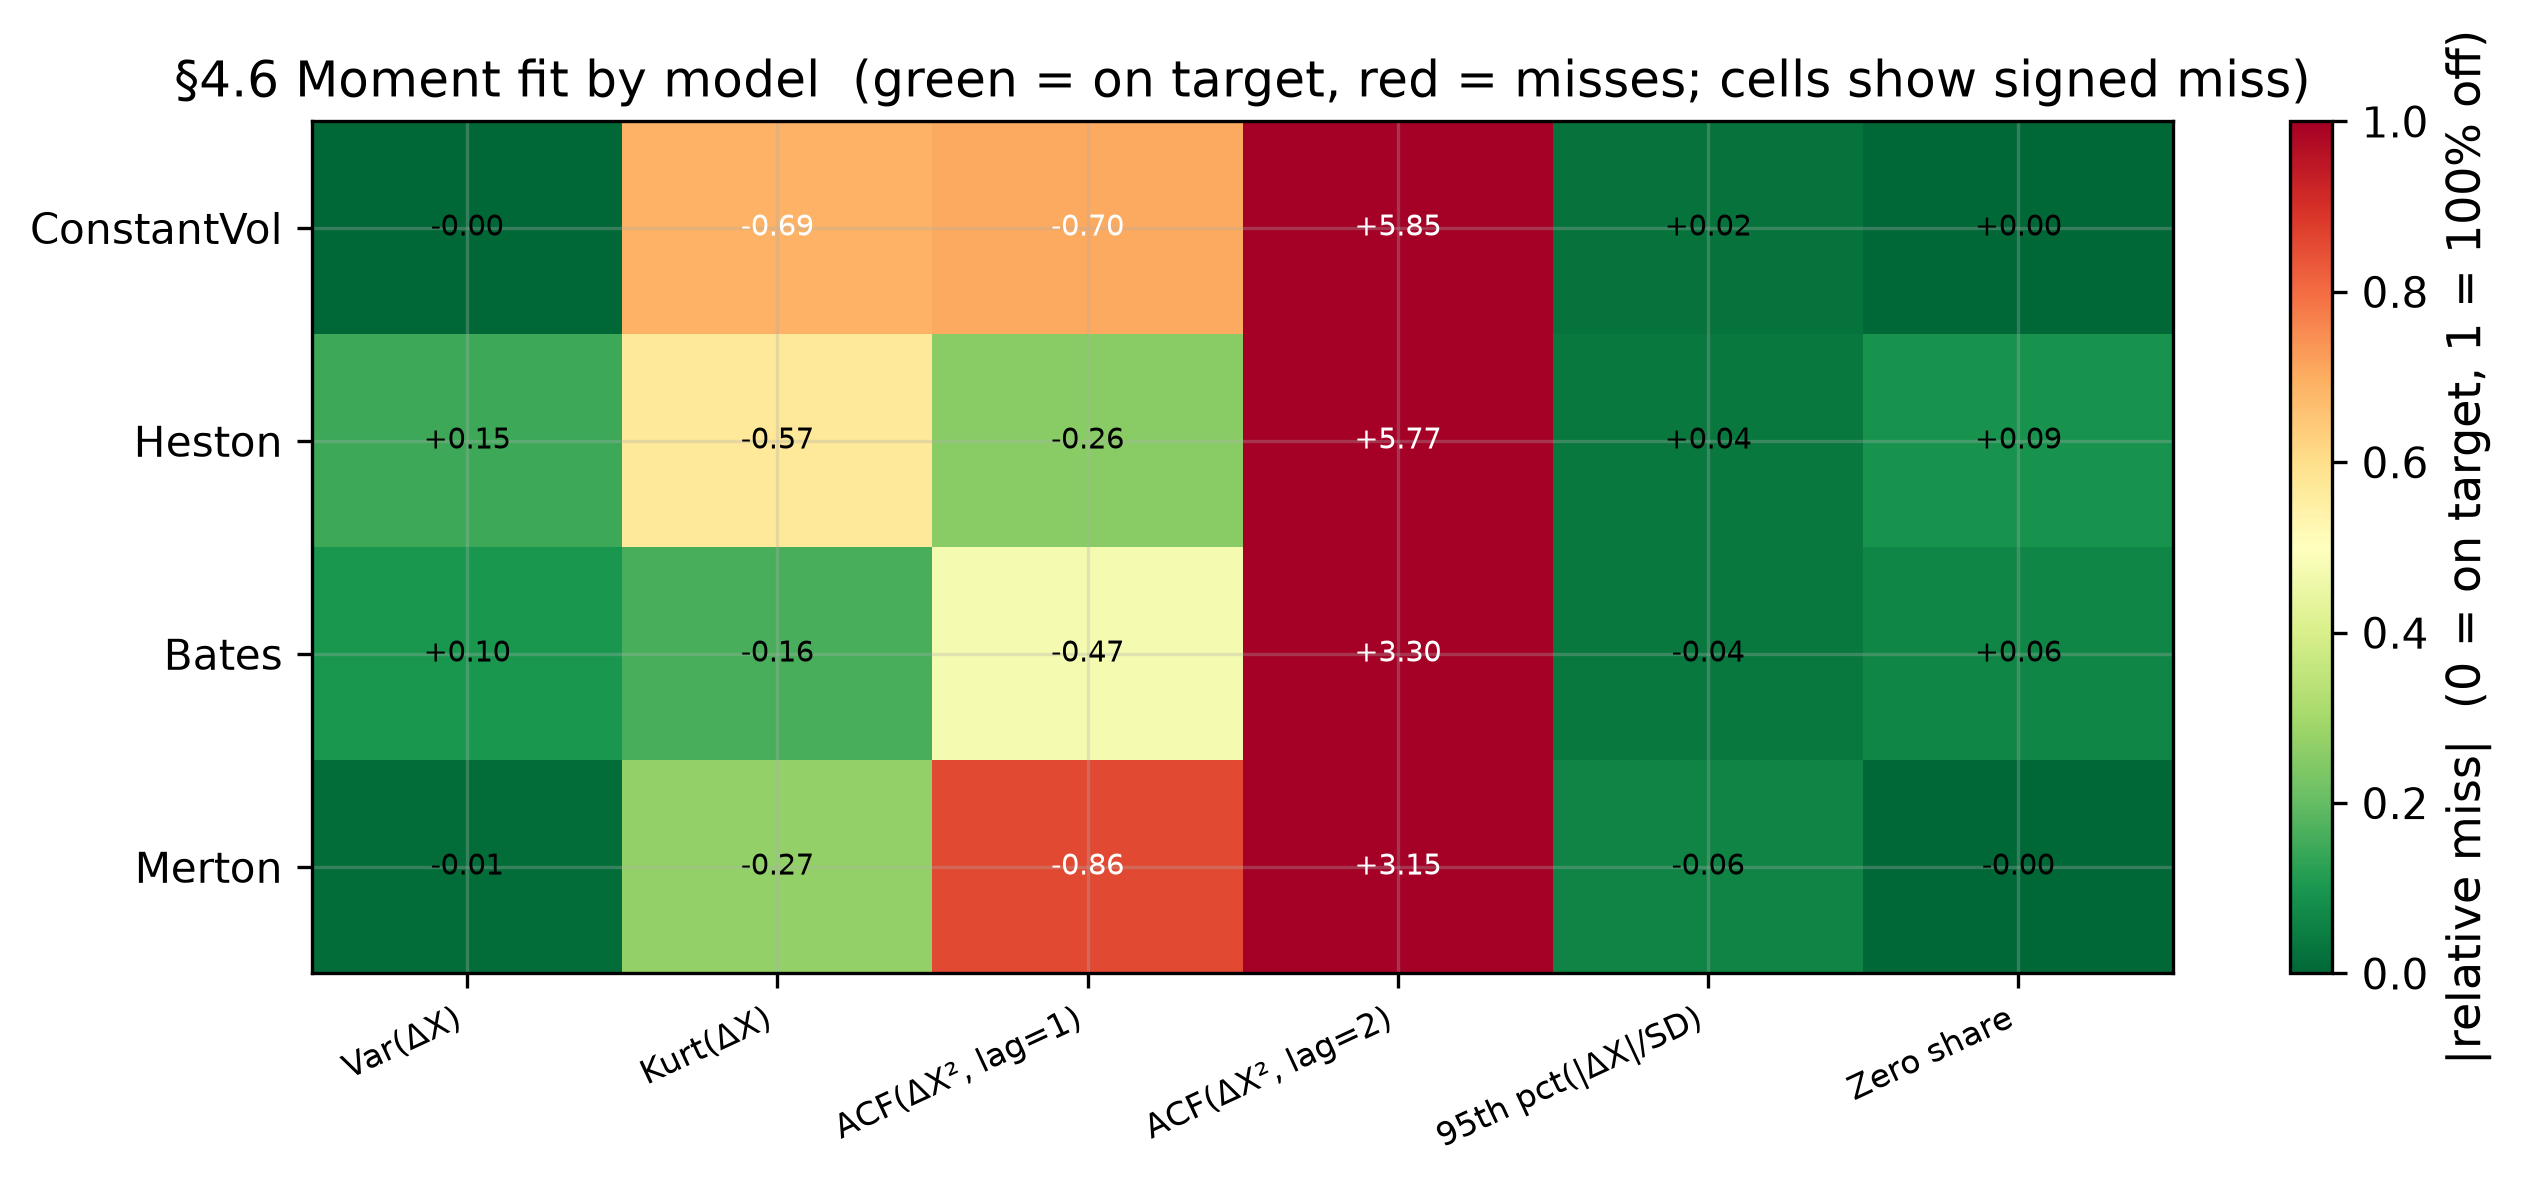 §4.6 Moment fit by model  (green = on target, red = misses; cells show signed miss)
ConstantVol -0.00 -0.69 -0.70 +5.85 +0.02 +0.00
Heston +0.15 -0.57 -0.26 +5.77 +0.04 +0.09
Bates +0.10 -0.16 -0.47 +3.30 -0.04 +0.06
Merton -0.01 -0.27 -0.86 +3.15 -0.06 -0.00
Var(ΔX)
Kurt(ΔX)
ACF(ΔX², lag=1)
ACF(ΔX², lag=2)
95th pct(|ΔX|/SD)
Zero share
1.0
0.8
0.6
0.4
0.2
0.0
|relative miss|  (0 = on target, 1 = 100% off)